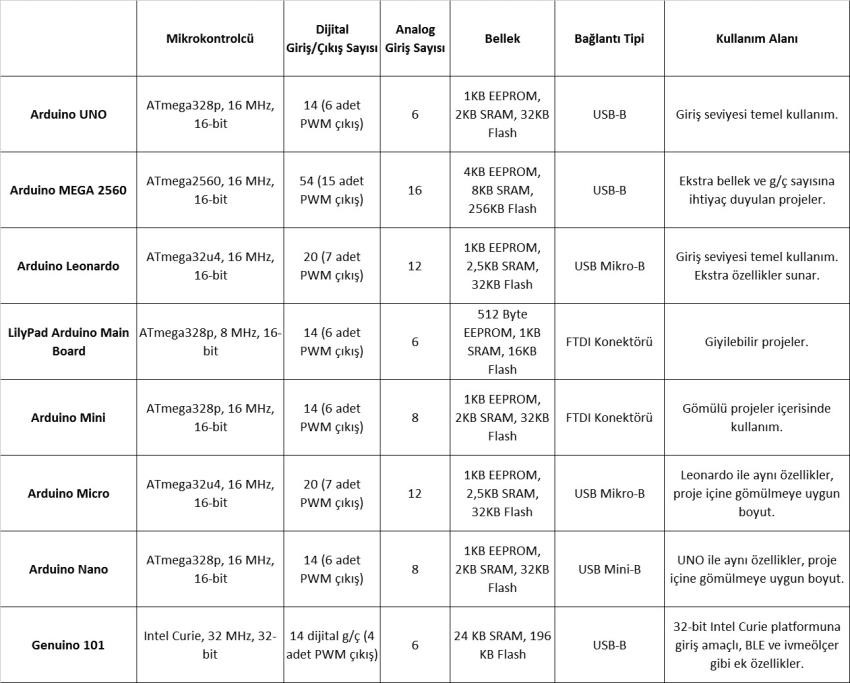 Mikrokontrolcü
Dijital
Giriş/Çıkış Sayısı
Analog
Giriş Sayısı
Bellek
Bağlantı Tipi
Kullanım Alanı
Arduino UNO
ATmega328p, 16 MHz,
16-bit
14 (6 adet
PWM çıkış)
6
1KB EEPROM,
2KB SRAM, 32KB
Flash
USB-B
Giriş seviyesi temel kullanım.
Arduino MEGA 2560
ATmega2560, 16 MHz,
16-bit
54 (15 adet
PWM çıkış)
16
4KB EEPROM,
8KB SRAM,
256KB Flash
USB-B
Ekstra bellek ve g/ç sayısına
ihtiyaç duyulan projeler.
Arduino Leonardo
ATmega32u4, 16 MHz,
16-bit
20 (7 adet
PWM çıkış)
12
1KB EEPROM,
2,5KB SRAM,
32KB Flash
USB Mikro-B
Giriş seviyesi temel kullanım.
Ekstra özellikler sunar.
LilyPad Arduino Main
Board
ATmega328p, 8 MHz, 16-
bit
14 (6 adet
PWM çıkış)
6
512 Byte
EEPROM, 1KB
SRAM, 16KB
Flash
FTDI Konektörü
Giyilebilir projeler.
Arduino Mini
ATmega328p, 16 MHz,
16-bit
14 (6 adet
PWM çıkış)
8
1KB EEPROM,
2KB SRAM, 32KB
Flash
FTDI Konektörü
Gömülü projeler içerisinde
kullanım.
Arduino Micro
ATmega32u4, 16 MHz,
16-bit
20 (7 adet
PWM çıkış)
12
1KB EEPROM,
2,5KB SRAM,
32KB Flash
USB Mikro-B
Leonardo ile aynı özellikler,
proje içine gömülmeye uygun
boyut.
Arduino Nano
ATmega328p, 16 MHz,
16-bit
14 (6 adet
PWM çıkış)
8
1KB EEPROM,
2KB SRAM, 32KB
Flash
USB Mini-B
UNO ile aynı özellikler, proje
içine gömülmeye uygun boyut.
Genuino 101
Intel Curie, 32 MHz, 32-
bit
14 dijital g/ç (4
adet PWM çıkış)
6
24 KB SRAM, 196
KB Flash
USB-B
32-bit Intel Curie platformuna
giriş amaçlı, BLE ve ivmeölçer
gibi ek özellikler.